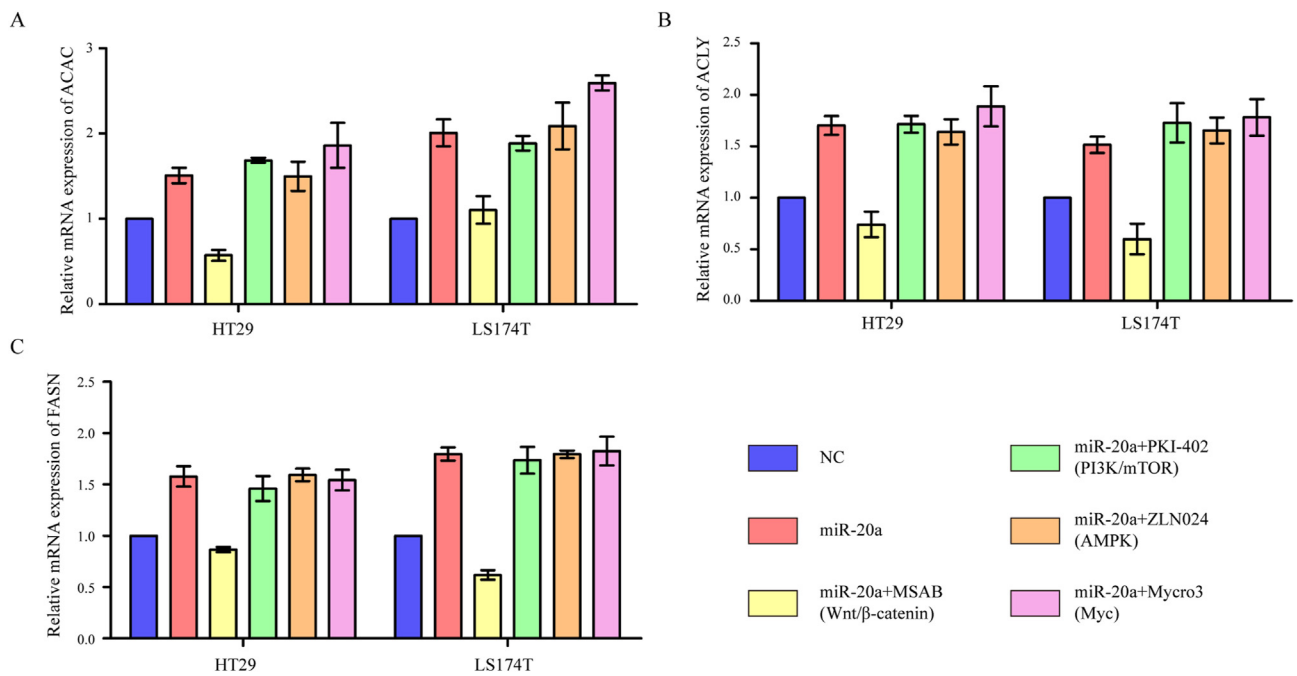 A
Relative mRNA expression of ACAC
3
2
1
0
HT29
LS174T
B
Relative mRNA expression of ACLY
2.5
2.0
1.5
1.0
0.5
0.0
HT29
LS174T
C
Relative mRNA expression of FASN
2.5
2.0
1.5
1.0
0.5
0.0
HT29
LS174T
NC
miR-20a
miR-20a+MSAB
(Wnt/β-catenin)
miR-20a+PKI-402
(PI3K/mTOR)
miR-20a+ZLN024
(AMPK)
miR-20a+Mycro3
(Myc)